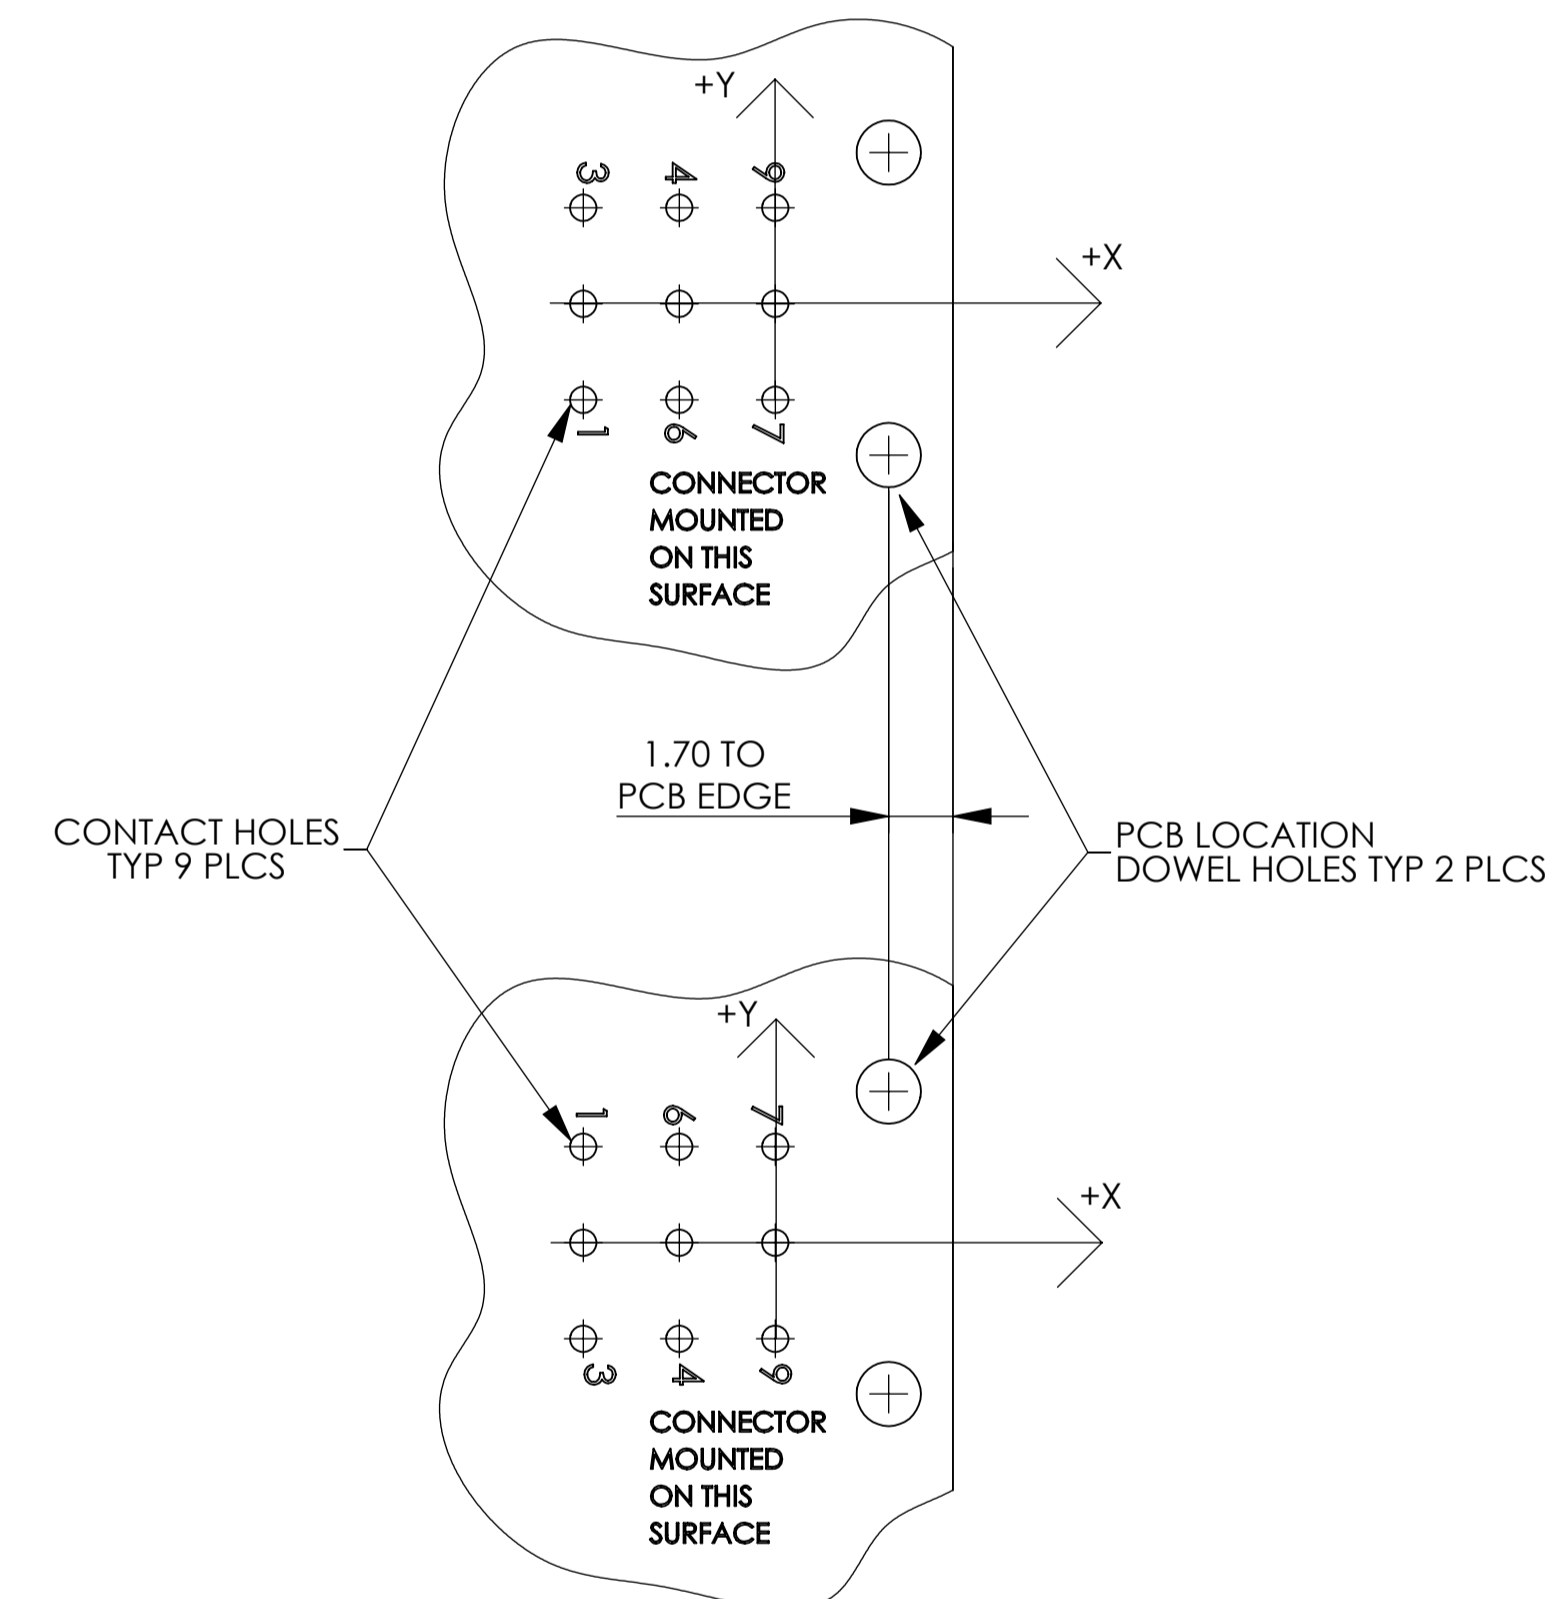 +Y
3 4 9
+X
1 6 7
CONNECTOR
MOUNTED
ON THIS
SURFACE
1.70 TO
PCB EDGE
CONTACT HOLES
TYP 9 PLCS
PCB LOCATION
DOWEL HOLES TYP 2 PLCS
+Y
1 6 7
+X
3 4 9
CONNECTOR
MOUNTED
ON THIS
SURFACE